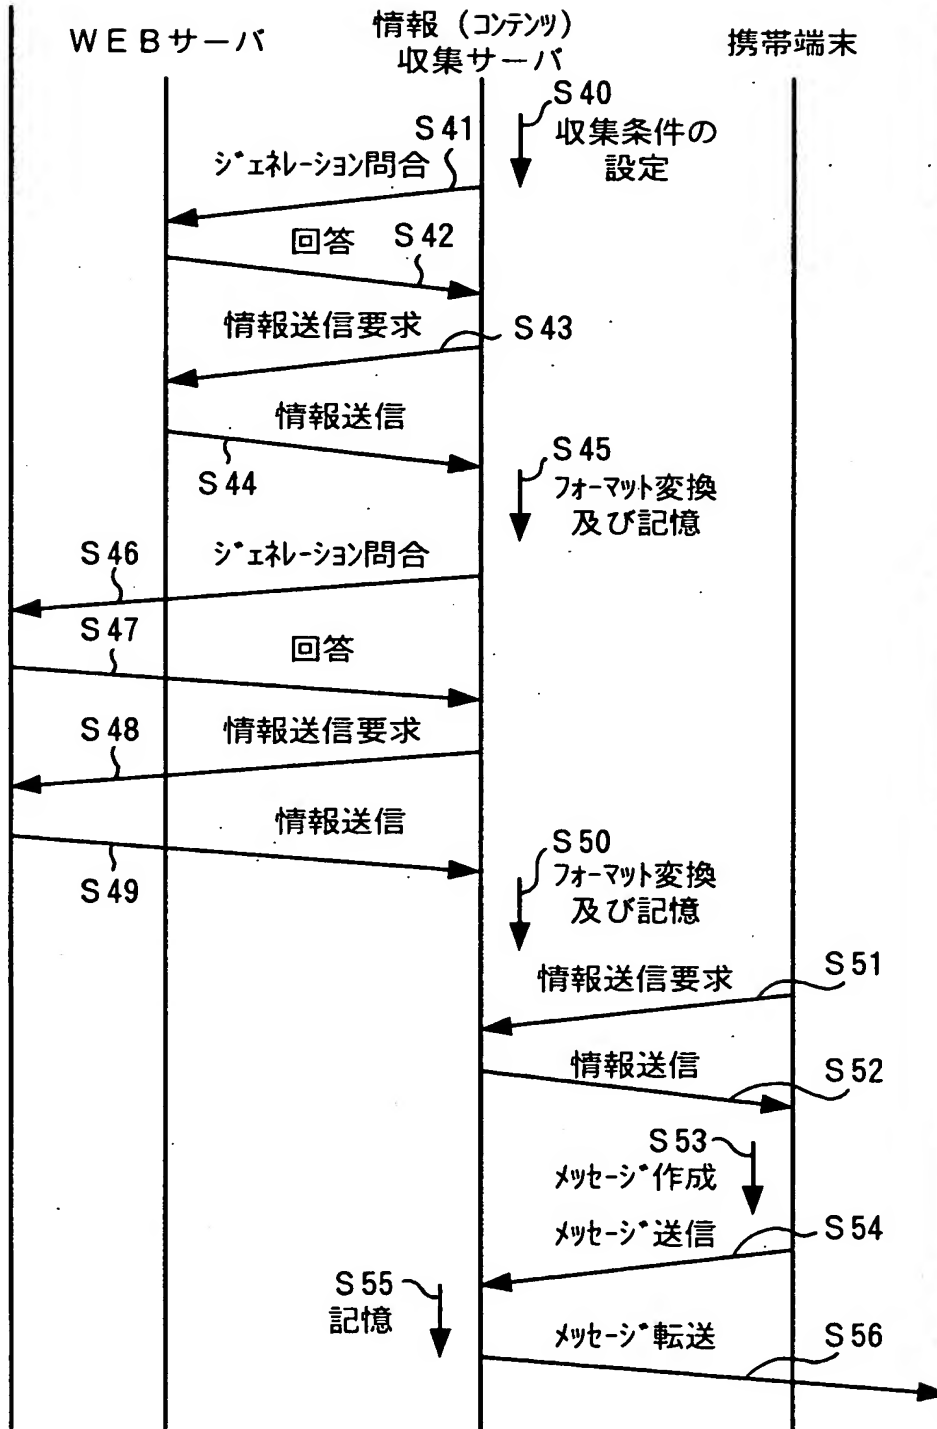 WEBサーバ
情報（コンテンツ）
収集サーバ
携帯端末
S40
収集条件の
設定
S41
ジェネレーション問合
回答
S42
情報送信要求
S43
情報送信
S44
S45
フォーマット変換
及び記憶
S46
ジェネレーション問合
S47
回答
S48
情報送信要求
情報送信
S49
S50
フォーマット変換
及び記憶
情報送信要求
S51
情報送信
S52
S53
メッセージ作成
メッセージ送信
S54
S55
記憶
メッセージ転送
S56